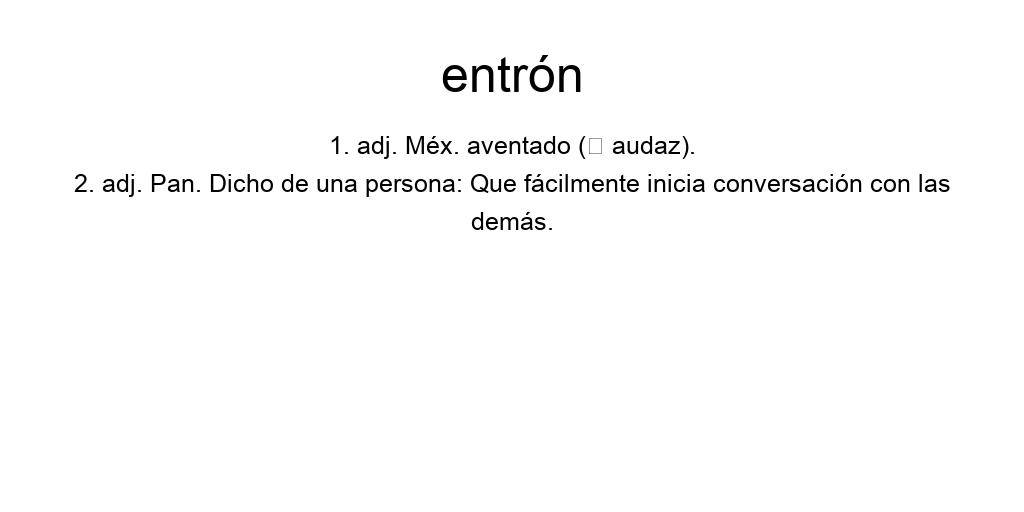 entrón
1. adj. Méx. aventado (□ audaz).
2. adj. Pan. Dicho de una persona: Que fácilmente inicia conversación con las
demás.